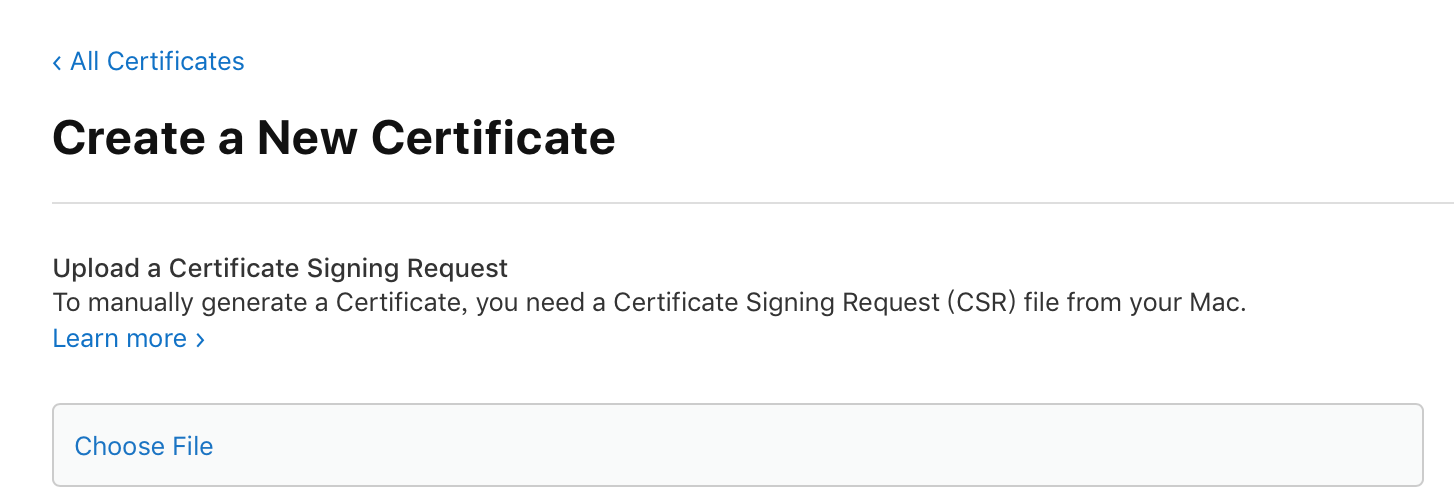 ‹ All Certificates
Create a New Certificate
Upload a Certificate Signing Request
To manually generate a Certificate, you need a Certificate Signing Request (CSR) file from your Mac.
Learn more ›
Choose File